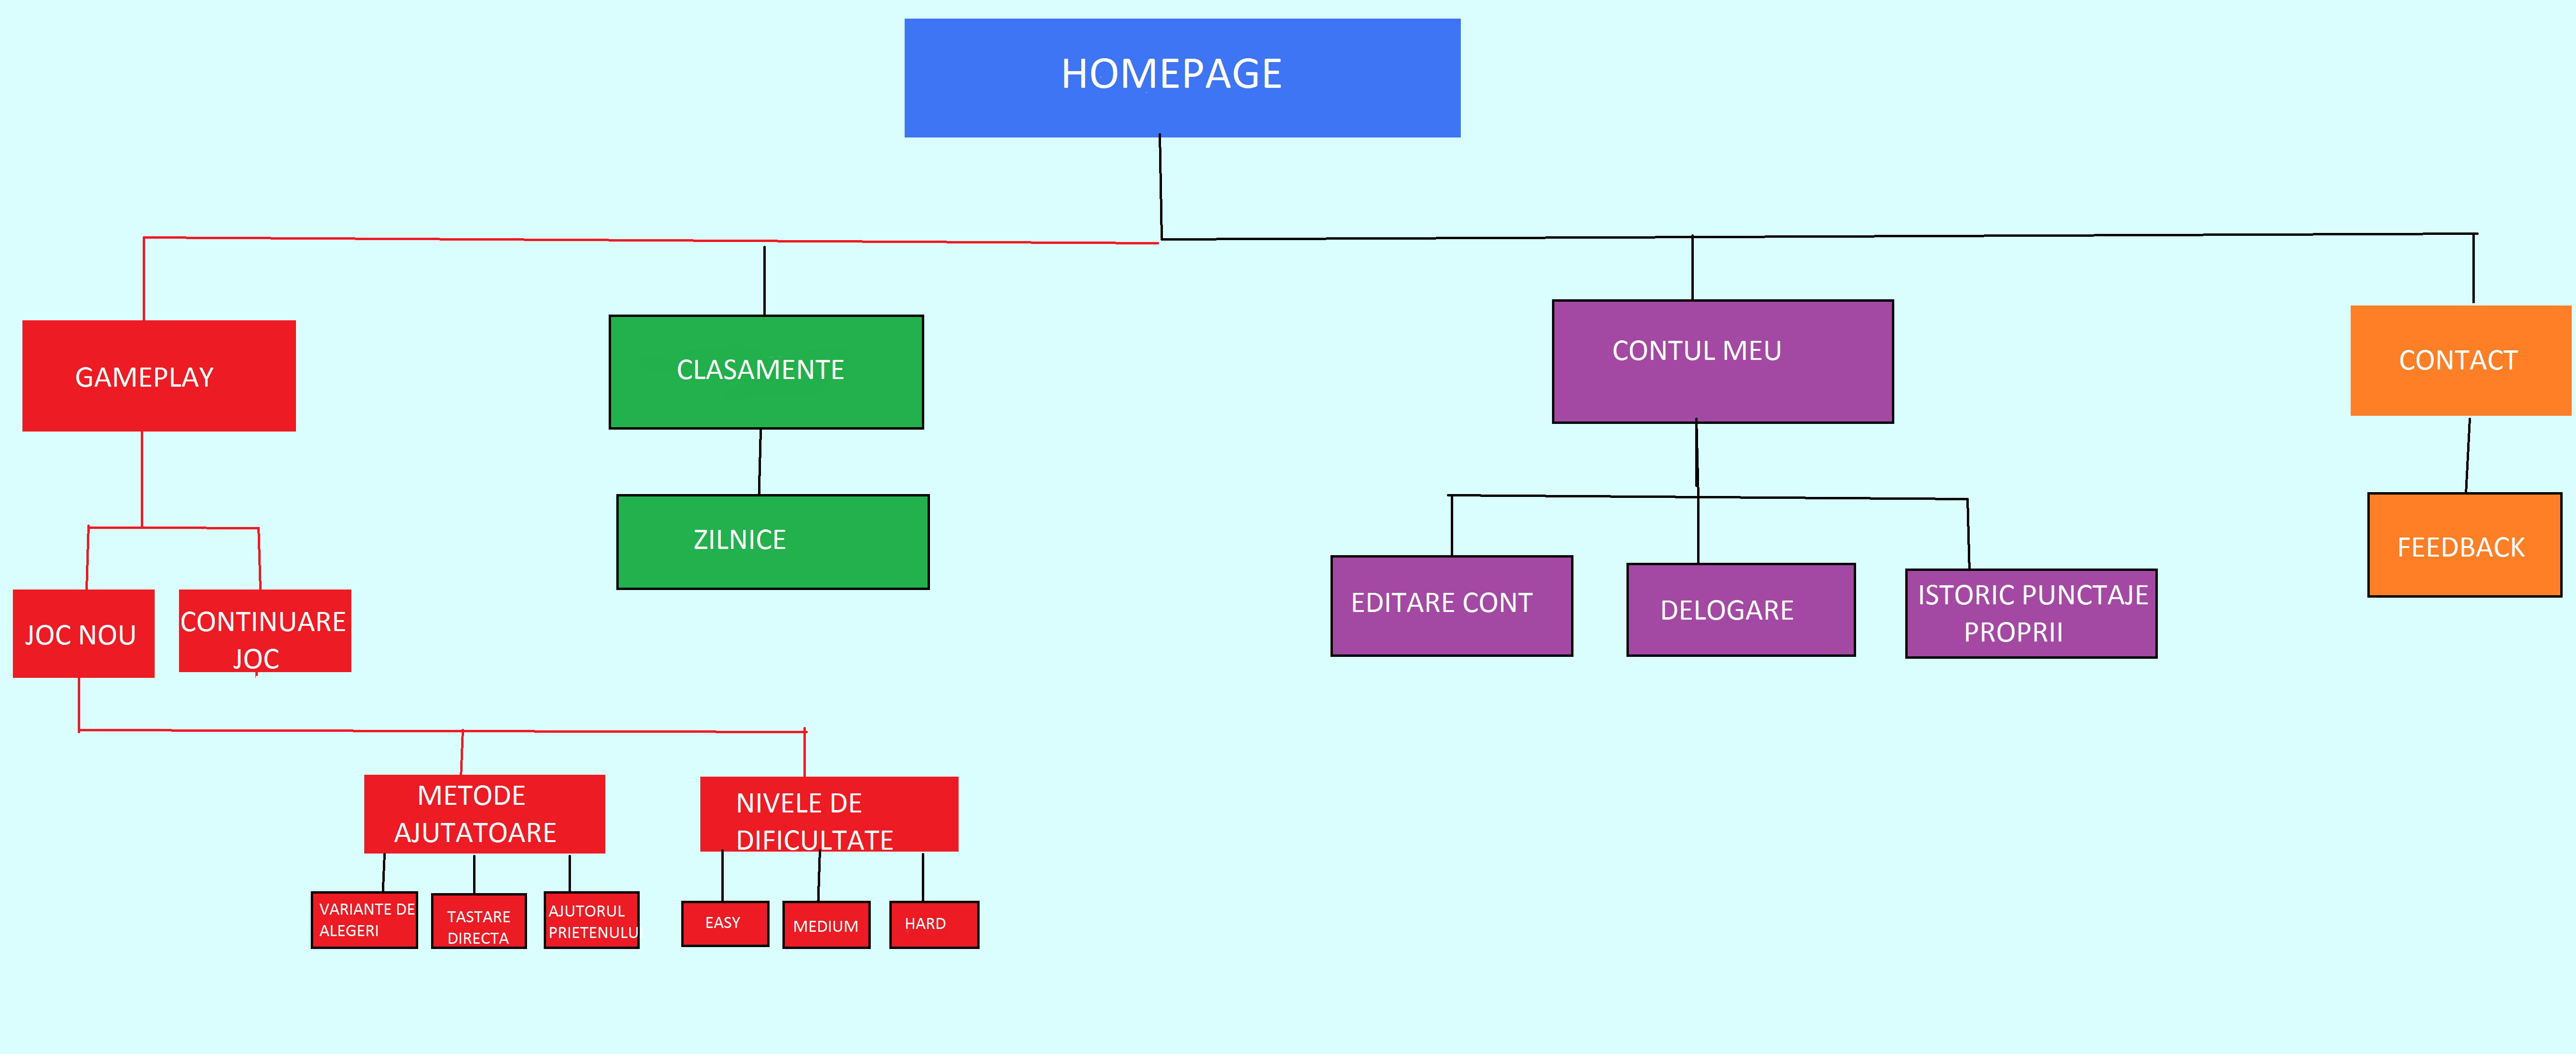 HOMEPAGE
GAMEPLAY
CLASAMENTE
CONTUL MEU
CONTACT
ZILNICE
FEEDBACK
JOC NOU
CONTINUARE
JOC
EDITARE CONT
DELOGARE
ISTORIC PUNCTAJE
PROPRII
METODE
AJUTATOARE
NIVELE DE
DIFICULTATE
VARIANTE DE
ALEGERI
TASTARE
DIRECTA
AJUTORUL
PRIETENULU
EASY
MEDIUM
HARD